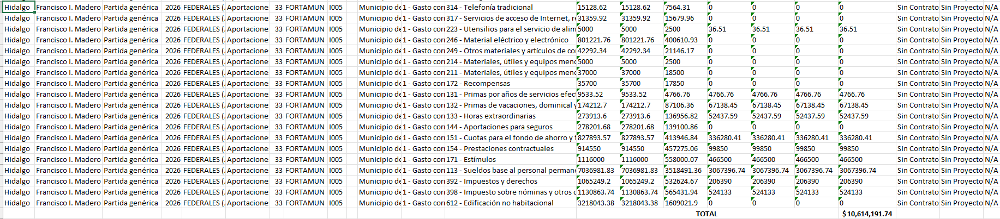 Hidalgo Francisco I. Madero Partida genérica 2026 FEDERALES (A Aportacione 33 FORTAMUN I005 Municipio de 1 - Gasto corr 314 - Telefonía tradicional 15128.62 15128.62 7564.31 0 0 0 0 Sin Contrato Sin Proyecto N/A
Hidalgo Francisco I. Madero Partida genérica 2026 FEDERALES (A Aportacione 33 FORTAMUN I005 Municipio de 1 - Gasto corr 317 - Servicios de acceso de Internet, re 31359.92 31359.92 15679.96 0 0 0 0 Sin Contrato Sin Proyecto N/A
Hidalgo Francisco I. Madero Partida genérica 2026 FEDERALES (A Aportacione 33 FORTAMUN I005 Municipio de 1 - Gasto corr 223 - Utensilios para el servicio de alim 5000 5000 2500 36.51 36.51 36.51 36.51 Sin Contrato Sin Proyecto N/A
Hidalgo Francisco I. Madero Partida genérica 2026 FEDERALES (A Aportacione 33 FORTAMUN I005 Municipio de 1 - Gasto corr 246 - Material eléctrico y electrónico 801221.76 801221.76 400610.93 0 0 0 0 Sin Contrato Sin Proyecto N/A
Hidalgo Francisco I. Madero Partida genérica 2026 FEDERALES (A Aportacione 33 FORTAMUN I005 Municipio de 1 - Gasto corr 249 - Otros materiales y artículos de co 42292.34 42292.34 21146.17 0 0 0 0 Sin Contrato Sin Proyecto N/A
Hidalgo Francisco I. Madero Partida genérica 2026 FEDERALES (A Aportacione 33 FORTAMUN I005 Municipio de 1 - Gasto corr 214 - Materiales, útiles y equipos meno 5000 5000 2500 0 0 0 0 Sin Contrato Sin Proyecto N/A
Hidalgo Francisco I. Madero Partida genérica 2026 FEDERALES (A Aportacione 33 FORTAMUN I005 Municipio de 1 - Gasto corr 211 - Materiales, útiles y equipos meno 37000 37000 18500 0 0 0 0 Sin Contrato Sin Proyecto N/A
Hidalgo Francisco I. Madero Partida genérica 2026 FEDERALES (A Aportacione 33 FORTAMUN I005 Municipio de 1 - Gasto corr 172 - Recompensas 35700 35700 17850 0 0 0 0 Sin Contrato Sin Proyecto N/A
Hidalgo Francisco I. Madero Partida genérica 2026 FEDERALES (A Aportacione 33 FORTAMUN I005 Municipio de 1 - Gasto corr 131 - Primas por años de servicios efec 9533.52 9533.52 4766.76 4766.76 4766.76 4766.76 4766.76 Sin Contrato Sin Proyecto N/A
Hidalgo Francisco I. Madero Partida genérica 2026 FEDERALES (A Aportacione 33 FORTAMUN I005 Municipio de 1 - Gasto corr 132 - Primas de vacaciones, dominical y 174212.7 174212.7 87106.36 67138.45 67138.45 67138.45 67138.45 Sin Contrato Sin Proyecto N/A
Hidalgo Francisco I. Madero Partida genérica 2026 FEDERALES (A Aportacione 33 FORTAMUN I005 Municipio de 1 - Gasto corr 133 - Horas extraordinarias 273913.6 273913.6 136956.82 52437.59 52437.59 52437.59 52437.59 Sin Contrato Sin Proyecto N/A
Hidalgo Francisco I. Madero Partida genérica 2026 FEDERALES (A Aportacione 33 FORTAMUN I005 Municipio de 1 - Gasto corr 144 - Aportaciones para seguros 278201.68 278201.68 139100.86 0 0 0 0 Sin Contrato Sin Proyecto N/A
Hidalgo Francisco I. Madero Partida genérica 2026 FEDERALES (A Aportacione 33 FORTAMUN I005 Municipio de 1 - Gasto corr 151 - Cuotas para el fondo de ahorro y f 827893.57 827893.57 413946.84 336280.41 336280.41 336280.41 336280.41 Sin Contrato Sin Proyecto N/A
Hidalgo Francisco I. Madero Partida genérica 2026 FEDERALES (A Aportacione 33 FORTAMUN I005 Municipio de 1 - Gasto corr 154 - Prestaciones contractuales 914550 914550 457275.06 99850 99850 99850 99850 Sin Contrato Sin Proyecto N/A
Hidalgo Francisco I. Madero Partida genérica 2026 FEDERALES (A Aportacione 33 FORTAMUN I005 Municipio de 1 - Gasto corr 171 - Estímulos 1116000 1116000 558000.07 466500 466500 466500 466500 Sin Contrato Sin Proyecto N/A
Hidalgo Francisco I. Madero Partida genérica 2026 FEDERALES (A Aportacione 33 FORTAMUN I005 Municipio de 1 - Gasto corr 113 - Sueldos base al personal perman 7036981.83 7036981.83 3518491.36 3067396.74 3067396.74 3067396.74 3067396.74 Sin Contrato Sin Proyecto N/A
Hidalgo Francisco I. Madero Partida genérica 2026 FEDERALES (A Aportacione 33 FORTAMUN I005 Municipio de 1 - Gasto corr 392 - Impuestos y derechos 1065249.2 1065249.2 532624.67 206390 206390 206390 206390 Sin Contrato Sin Proyecto N/A
Hidalgo Francisco I. Madero Partida genérica 2026 FEDERALES (A Aportacione 33 FORTAMUN I005 Municipio de 1 - Gasto corr 398 - Impuesto sobre nóminas y otros c 1130863.74 1130863.74 565431.94 524133 524133 524133 524133 Sin Contrato Sin Proyecto N/A
Hidalgo Francisco I. Madero Partida genérica 2026 FEDERALES (A Aportacione 33 FORTAMUN I005 Municipio de 1 - Gasto corr 612 - Edificación no habitacional 3218043.38 3218043.38 1609021.9 0 0 0 0 Sin Contrato Sin Proyecto N/A
TOTAL $ 10,614,191.74